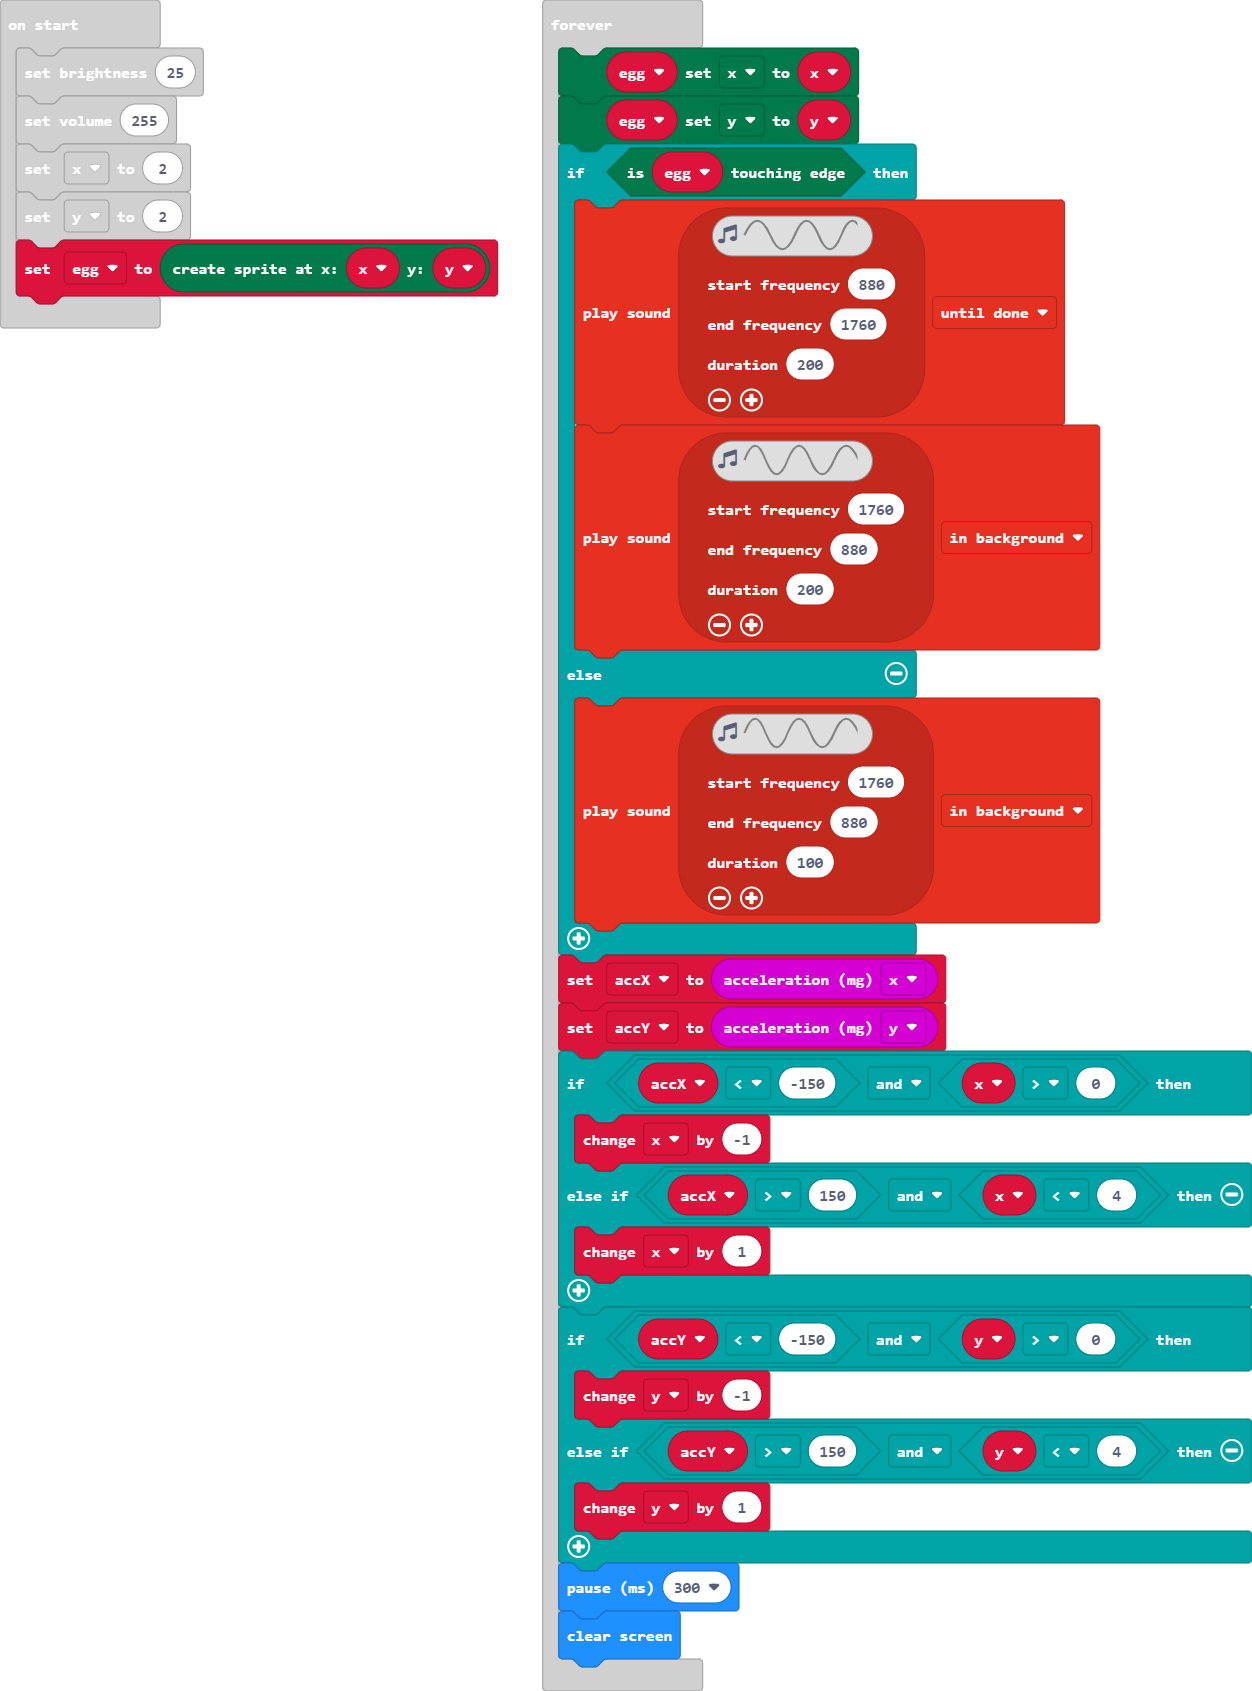 on start
set brightness 25
set volume 255
set x to 2
set y to 2
set egg to create sprite at x: x y: y
forever
egg set x to x
egg set y to y
if is egg touching edge then
play sound
start frequency 880
end frequency 1760
duration 200
until done
play sound
start frequency 1760
end frequency 880
duration 200
in background
else
play sound
start frequency 1760
end frequency 880
duration 100
in background
set accX to acceleration (mg) x
set accY to acceleration (mg) y
if accX < -150 and x > 0 then
change x by -1
else if accX > 150 and x < 4 then
change x by 1
if accY < -150 and y > 0 then
change y by -1
else if accY > 150 and y < 4 then
change y by 1
pause (ms) 300
clear screen